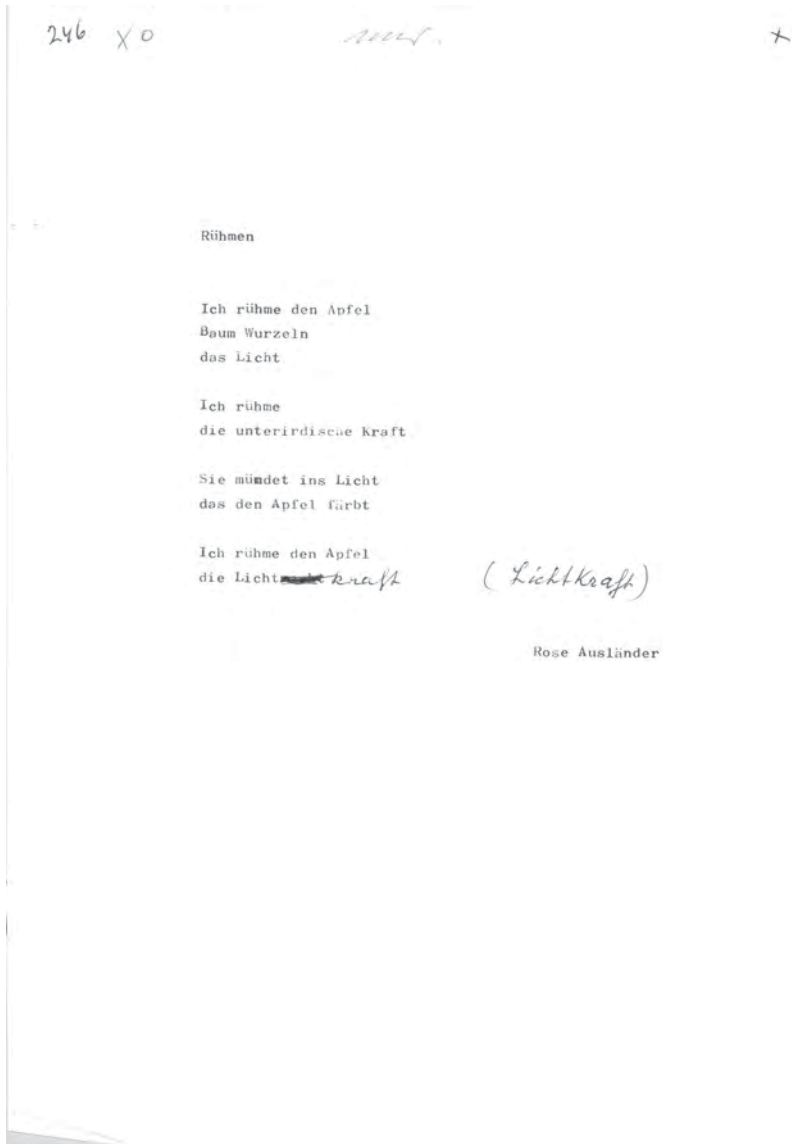 246 x o
+
Rühmen
Ich rühme den Apfel
Baum Wurzeln
das Licht
Ich rühme
die unterirdische Kraft
Sie mündet ins Licht
das den Apfel färbt
Ich rühme den Apfel
die Lichtkraft (Lichtkraft)
Rose Ausländer